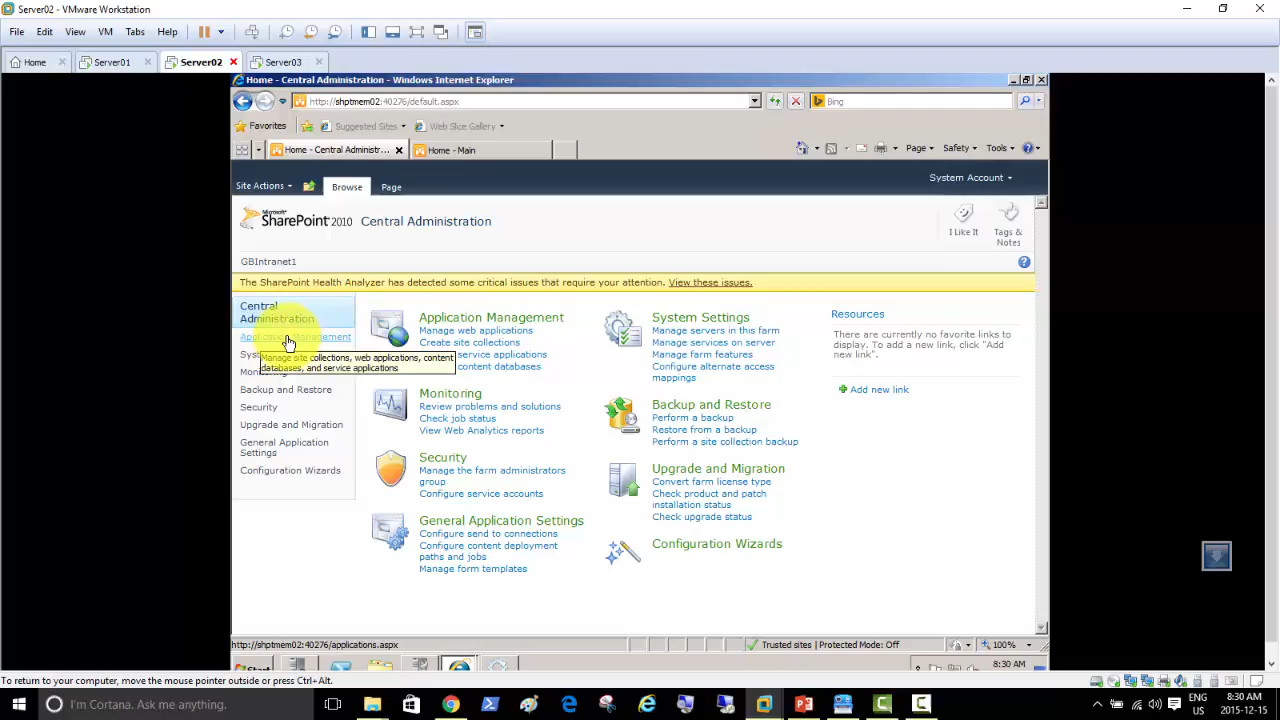 Server02 - VMware Workstation
File Edit View VM Tabs Help
Home Server01 Server02 Server03
Home - Central Administration - Windows Internet Explorer
http://shptmem02:40276/default.aspx
Bing
Favorites Suggested Sites Web Slice Gallery
Home - Central Administr... Home - Main
Page Safety Tools
Site Actions Browse Page System Account
Microsoft
SharePoint 2010 Central Administration
I Like It Tags &
Notes
GBIntranet1
The SharePoint Health Analyzer has detected some critical issues that require your attention. View these issues.
Central
Administration
Application Management
Manage site collections, web applications, content
databases, and service applications
Backup and Restore
Security
Upgrade and Migration
General Application
Settings
Configuration Wizards
Application Management
Manage web applications
Create site collections
service applications
content databases
Monitoring
Review problems and solutions
Check job status
View Web Analytics reports
Security
Manage the farm administrators
group
Configure service accounts
General Application Settings
Configure send to connections
Configure content deployment
paths and jobs
Manage form templates
System Settings
Manage servers in this farm
Manage services on server
Manage farm features
Configure alternate access
mappings
Backup and Restore
Perform a backup
Restore from a backup
Perform a site collection backup
Upgrade and Migration
Convert farm license type
Check product and patch
installation status
Check upgrade status
Configuration Wizards
Resources
There are currently no favorite links to
display. To add a new link, click "Add
new link".
Add new link
http://shptmem02:40276/applications.aspx Trusted sites | Protected Mode: Off 100%
Start 8:30 AM
To return to your computer, move the mouse pointer outside or press Ctrl+Alt.
I'm Cortana. Ask me anything.
ENG 8:30 AM
US 2015-12-15